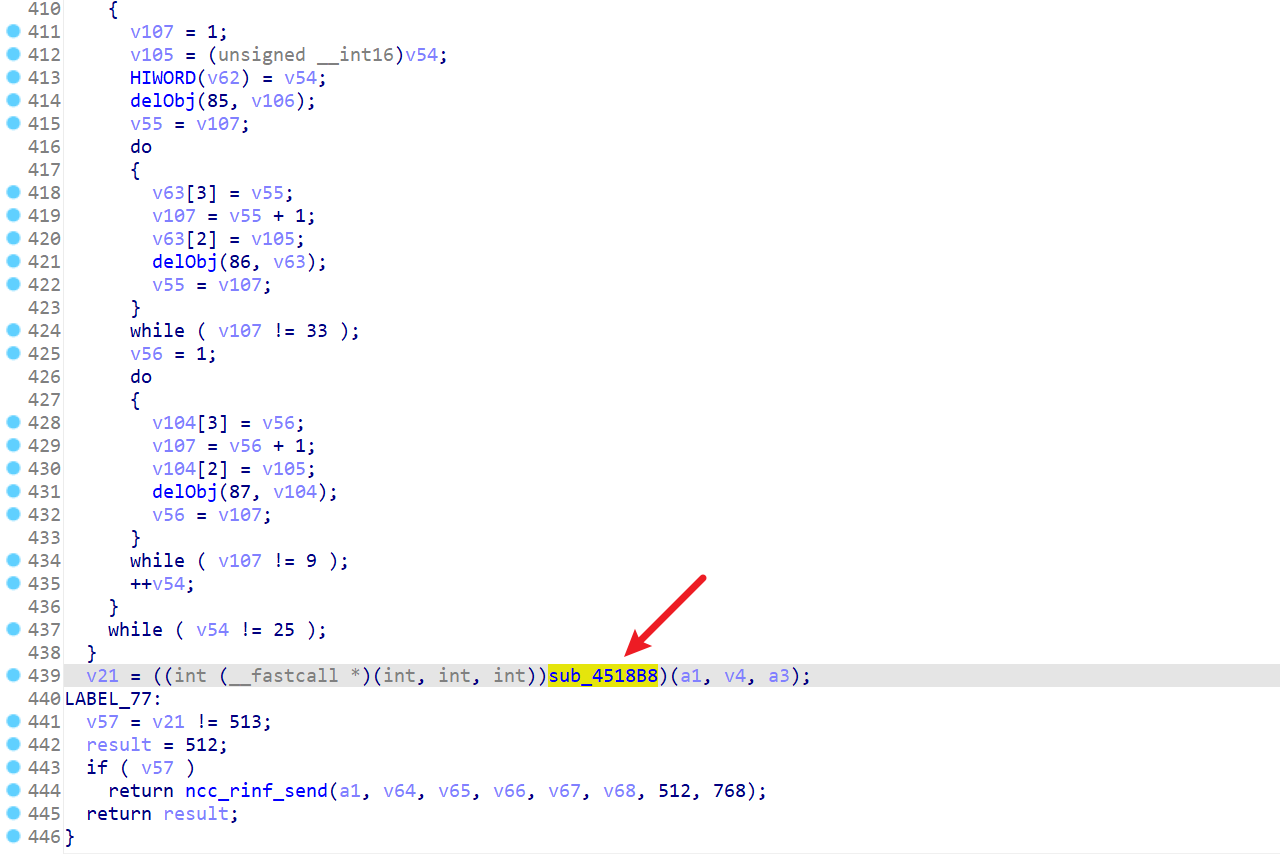 410 {
411 v107 = 1;
412 v105 = (unsigned __int16)v54;
413 HIWORD(v62) = v54;
414 delObj(85, v106);
415 v55 = v107;
416 do
417 {
418 v63[3] = v55;
419 v107 = v55 + 1;
420 v63[2] = v105;
421 delObj(86, v63);
422 v55 = v107;
423 }
424 while ( v107 != 33 );
425 v56 = 1;
426 do
427 {
428 v104[3] = v56;
429 v107 = v56 + 1;
430 v104[2] = v105;
431 delObj(87, v104);
432 v56 = v107;
433 }
434 while ( v107 != 9 );
435 ++v54;
436 }
437 while ( v54 != 25 );
438 }
439 v21 = ((int (__fastcall *)(int, int, int))sub_4518B8)(a1, v4, a3);
440 LABEL_77:
441 v57 = v21 != 513;
442 result = 512;
443 if ( v57 )
444 return ncc_rinf_send(a1, v64, v65, v66, v67, v68, 512, 768);
445 return result;
446 }